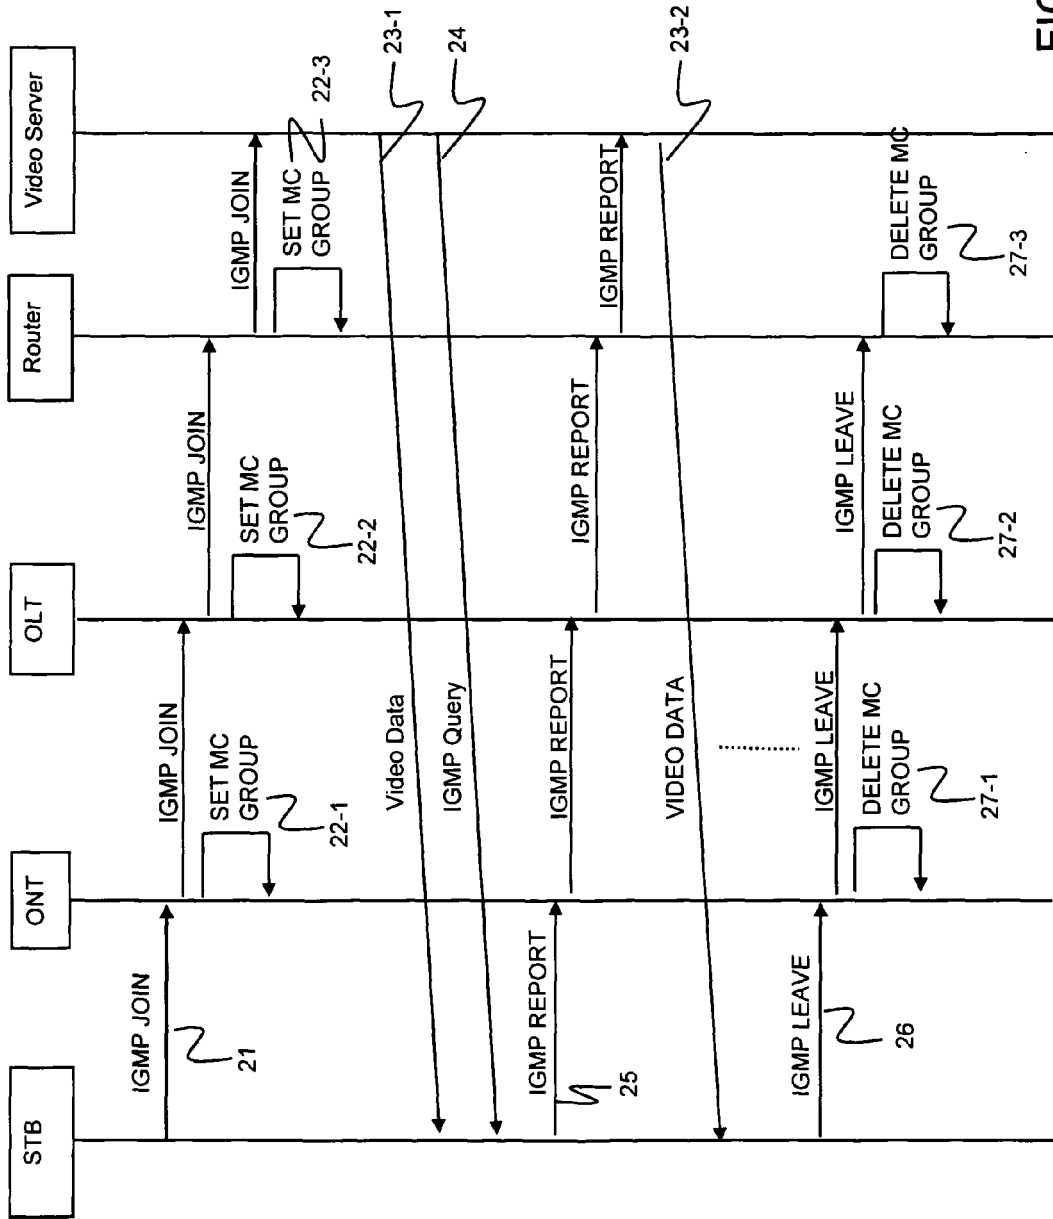 STB
ONT
OLT
Router
Video Server
IGMP JOIN
21
IGMP JOIN
SET MC
GROUP
22-1
IGMP JOIN
SET MC
GROUP
22-2
IGMP JOIN
SET MC
GROUP
22-3
Video Data
23-1
IGMP Query
24
IGMP REPORT
25
IGMP REPORT
IGMP REPORT
IGMP REPORT
VIDEO DATA
23-2
IGMP LEAVE
26
IGMP LEAVE
DELETE MC
GROUP
27-1
IGMP LEAVE
DELETE MC
GROUP
27-2
DELETE MC
GROUP
27-3